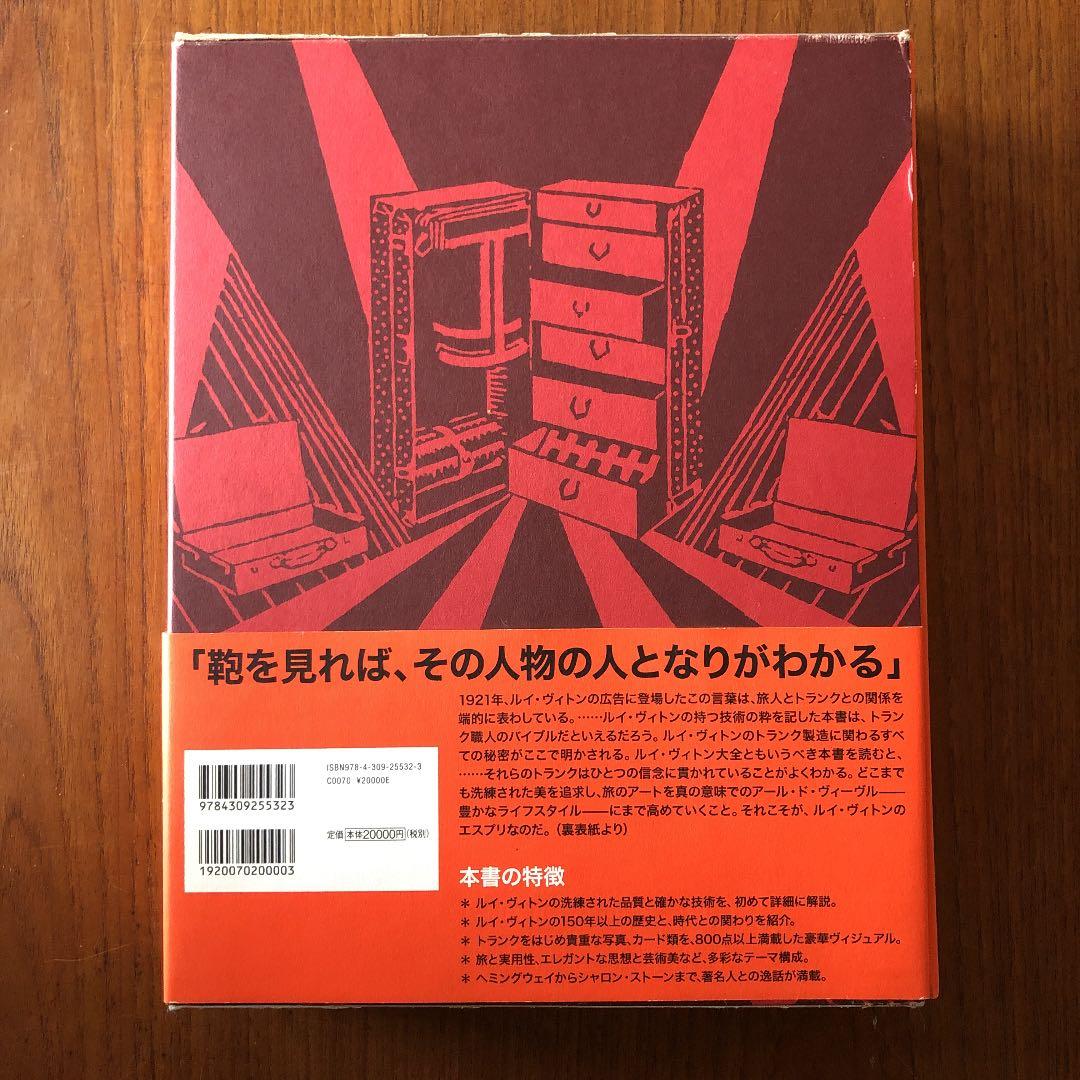 「鞄を見れば、その人物の人となりがわかる」
1921年、ルイ・ヴィトンの広告に登場したこの言葉は、旅人とトランクとの関係を
端的に表わしている。……ルイ・ヴィトンの持つ技術の粋を記した本書は、トラン
ク職人のバイブルだといえるだろう。ルイ・ヴィトンのトランク製造に関わるすべ
ての秘密がここで明かされる。ルイ・ヴィトン大全ともいうべき本書を読むと、
……それらのトランクはひとつの信念に貫かれていることがよくわかる。どこまで
も洗練された美を追求し、旅のアートを真の意味でのアール・ド・ヴィーヴル——
豊かなライフスタイル——にまで高めていくこと。それこそが、ルイ・ヴィトンの
エスプリなのだ。（裏表紙より）
ISBN978-4-309-25532-3
C0070 ¥20000E
9784309255323
定価 本体20000円(税別)
1920070200003
本書の特徴
＊ ルイ・ヴィトンの洗練された品質と確かな技術を、初めて詳細に解説。
＊ ルイ・ヴィトンの150年以上の歴史と、時代との関わりを紹介。
＊ トランクをはじめ貴重な写真、カード類を、800点以上満載した豪華ヴィジュアル。
＊ 旅と実用性、エレガントな思想と芸術美など、多彩なテーマ構成。
＊ ヘミングウェイからシャロン・ストーンまで、著名人との逸話が満載。